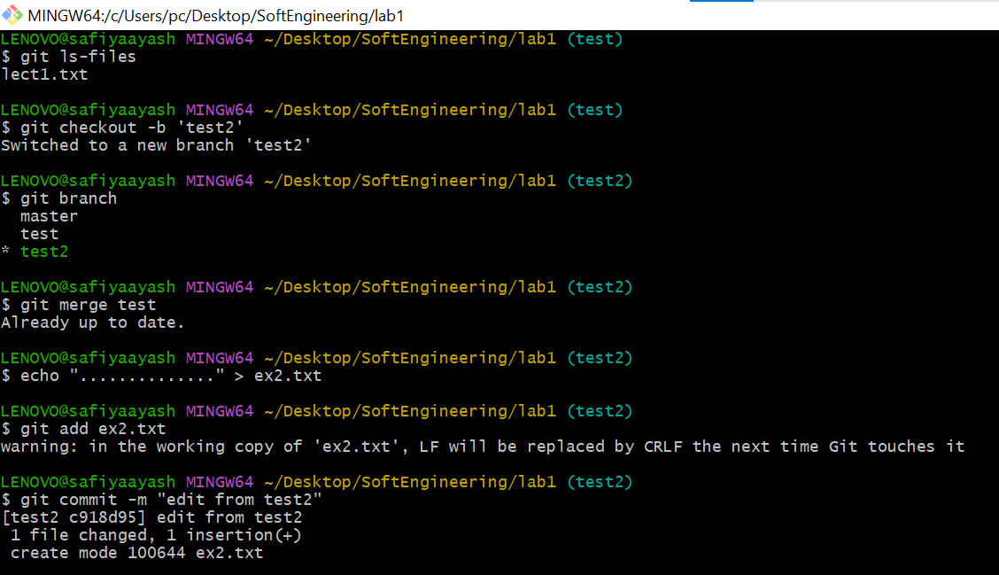 MINGW64:/c/Users/pc/Desktop/SoftEngineering/lab1
LENOVO@safiyaayash MINGW64 ~/Desktop/SoftEngineering/lab1 (test)
$ git ls-files
lect1.txt
LENOVO@safiyaayash MINGW64 ~/Desktop/SoftEngineering/lab1 (test)
$ git checkout -b 'test2'
Switched to a new branch 'test2'
LENOVO@safiyaayash MINGW64 ~/Desktop/SoftEngineering/lab1 (test2)
$ git branch
  master
  test
* test2
LENOVO@safiyaayash MINGW64 ~/Desktop/SoftEngineering/lab1 (test2)
$ git merge test
Already up to date.
LENOVO@safiyaayash MINGW64 ~/Desktop/SoftEngineering/lab1 (test2)
$ echo ".............." > ex2.txt
LENOVO@safiyaayash MINGW64 ~/Desktop/SoftEngineering/lab1 (test2)
$ git add ex2.txt
warning: in the working copy of 'ex2.txt', LF will be replaced by CRLF the next time Git touches it
LENOVO@safiyaayash MINGW64 ~/Desktop/SoftEngineering/lab1 (test2)
$ git commit -m "edit from test2"
[test2 c918d95] edit from test2
 1 file changed, 1 insertion(+)
 create mode 100644 ex2.txt